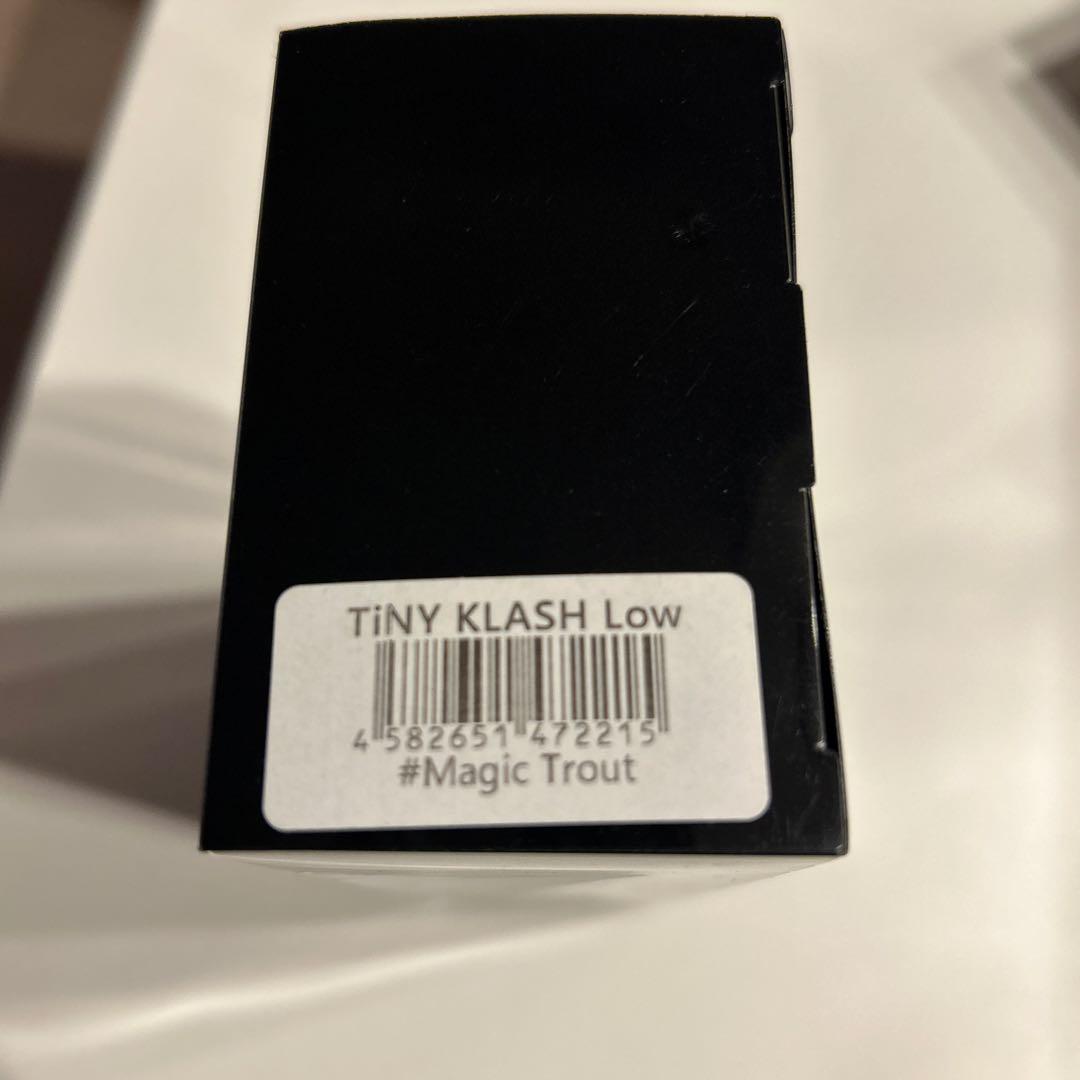 TiNY KLASH Low
4 582651 472215
#Magic Trout